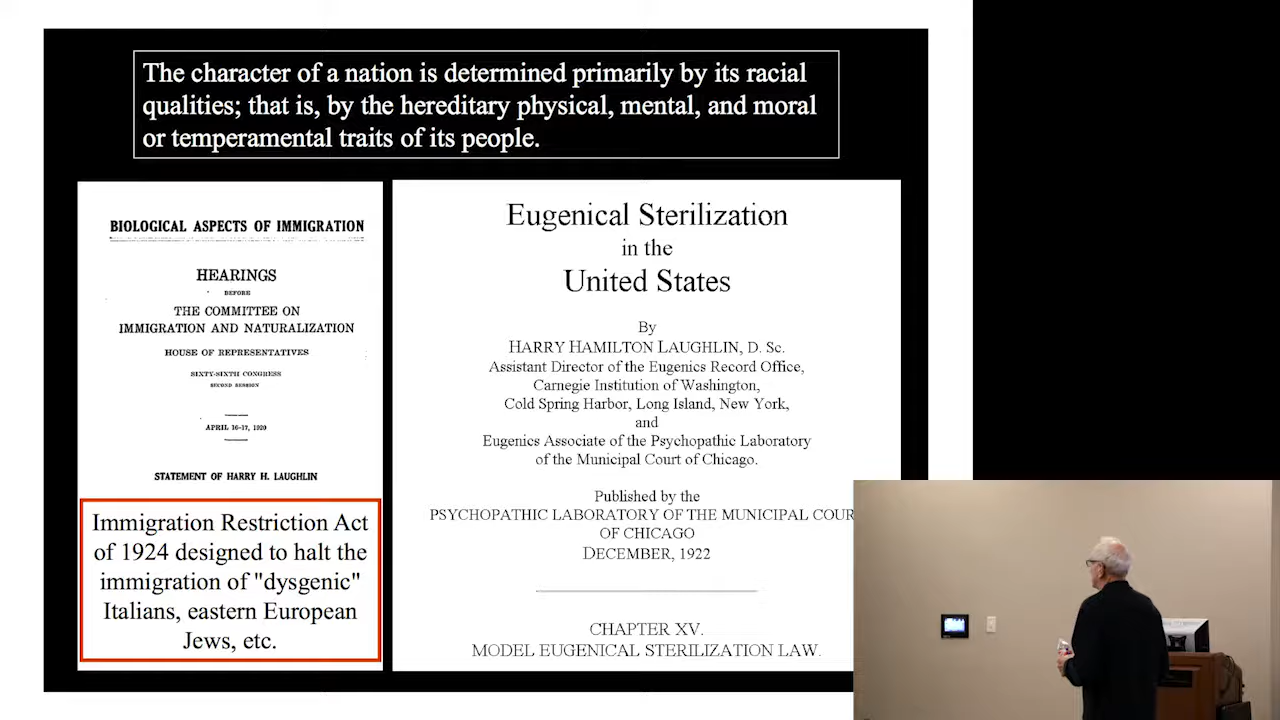 The character of a nation is determined primarily by its racial
qualities; that is, by the hereditary physical, mental, and moral
or temperamental traits of its people.
BIOLOGICAL ASPECTS OF IMMIGRATION
HEARINGS
BEFORE
THE COMMITTEE ON
IMMIGRATION AND NATURALIZATION
HOUSE OF REPRESENTATIVES
SIXTY-SIXTH CONGRESS
SECOND SESSION
APRIL 16-17, 1920
STATEMENT OF HARRY H. LAUGHLIN
Immigration Restriction Act
of 1924 designed to halt the
immigration of "dysgenic"
Italians, eastern European
Jews, etc.
Eugenical Sterilization
in the
United States
By
HARRY HAMILTON LAUGHLIN, D. Sc.
Assistant Director of the Eugenics Record Office,
Carnegie Institution of Washington,
Cold Spring Harbor, Long Island, New York,
and
Eugenics Associate of the Psychopathic Laboratory
of the Municipal Court of Chicago.
Published by the
PSYCHOPATHIC LABORATORY OF THE MUNICIPAL COUR
OF CHICAGO
DECEMBER, 1922
CHAPTER XV.
MODEL EUGENICAL STERILIZATION LAW.